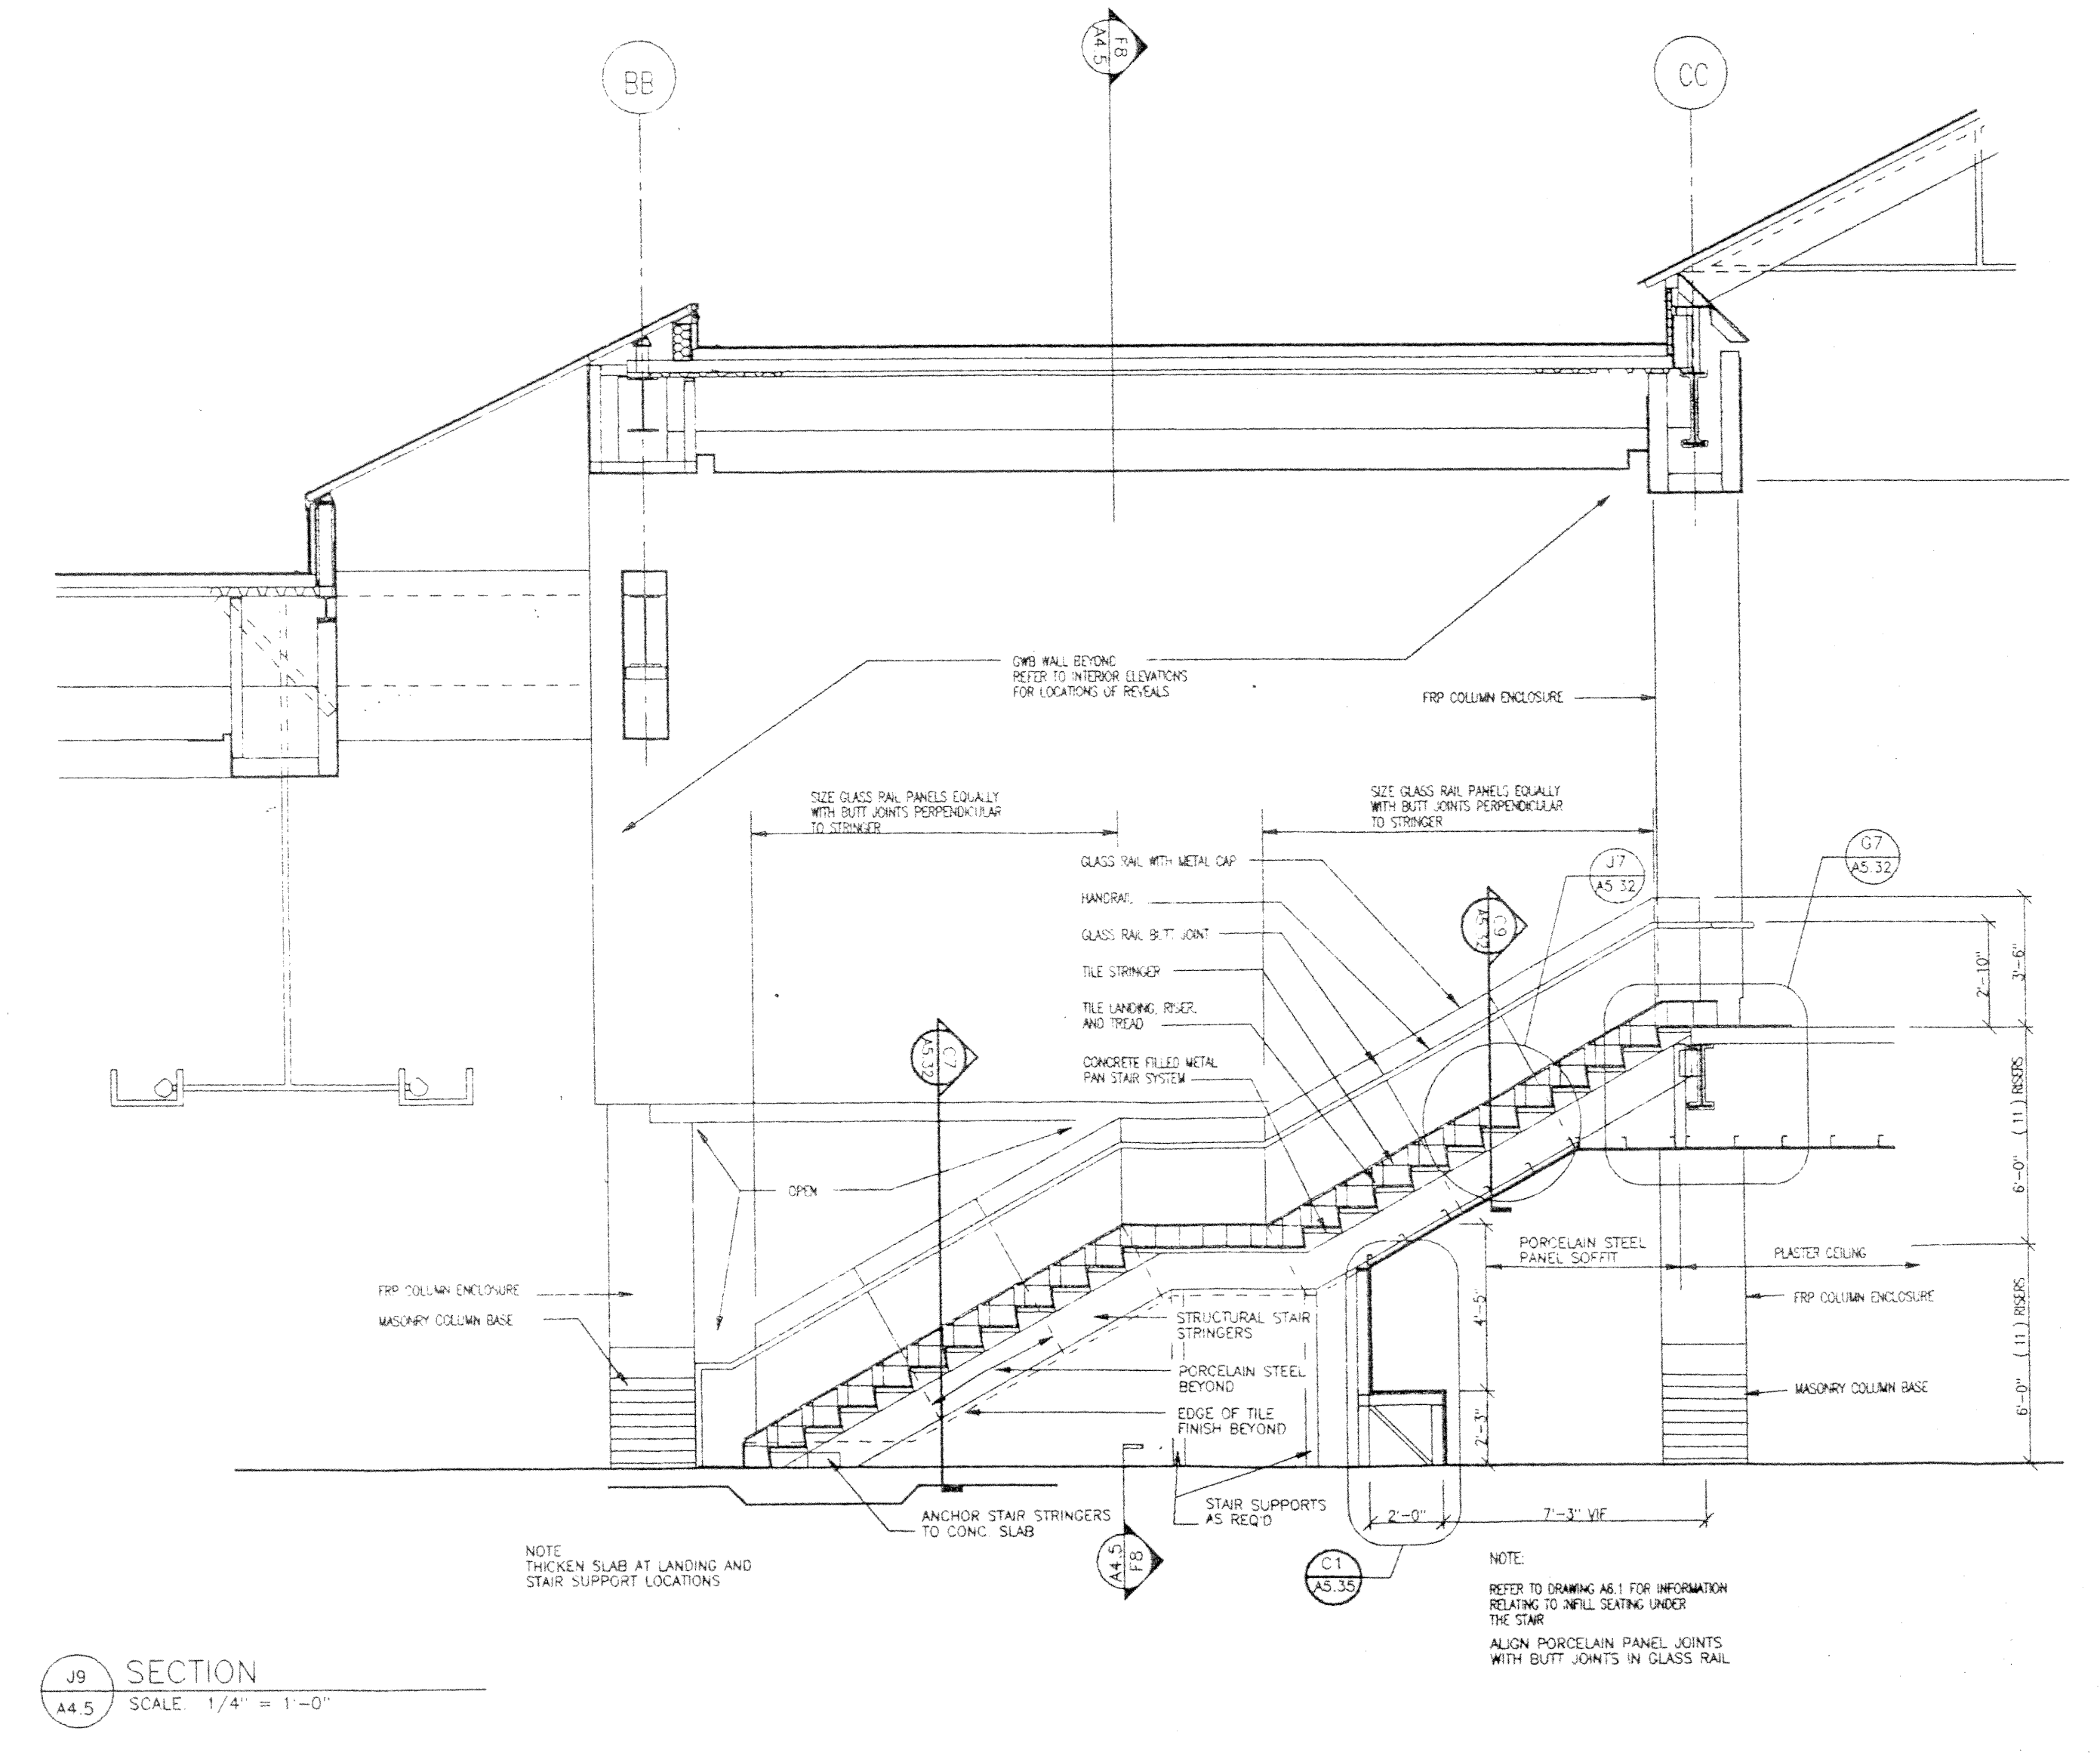 F8
A4.5
BB
CC
GWB WALL BEYOND
REFER TO INTERIOR ELEVATIONS
FOR LOCATIONS OF REVEALS
FRP COLUMN ENCLOSURE
SIZE GLASS RAIL PANELS EQUALLY
WITH BUTT JOINTS PERPENDICULAR
TO STRINGER
SIZE GLASS RAIL PANELS EQUALLY
WITH BUTT JOINTS PERPENDICULAR
TO STRINGER
GLASS RAIL WITH METAL CAP
HANDRAIL
GLASS RAIL BUTT JOINT
TILE STRINGER
TILE LANDING, RISER,
AND TREAD
CONCRETE FILLED METAL
PAN STAIR SYSTEM
J7
A5.32
G7
A5.32
C9
A5.32
C7
A5.32
2'-10"
3'-6"
6'-0" (11) RISERS
6'-0" (11) RISERS
OPEN
PORCELAIN STEEL
PANEL SOFFIT
PLASTER CEILING
FRP COLUMN ENCLOSURE
MASONRY COLUMN BASE
FRP COLUMN ENCLOSURE
MASONRY COLUMN BASE
STRUCTURAL STAIR
STRINGERS
PORCELAIN STEEL
BEYOND
EDGE OF TILE
FINISH BEYOND
4'-5"
2'-3"
2'-0"
7'-3" VIF
STAIR SUPPORTS
AS REQ'D
ANCHOR STAIR STRINGERS
TO CONC. SLAB
NOTE
THICKEN SLAB AT LANDING AND
STAIR SUPPORT LOCATIONS
A4.5
F8
C1
A5.35
NOTE:
REFER TO DRAWING A6.1 FOR INFORMATION
RELATING TO INFILL SEATING UNDER
THE STAIR
ALIGN PORCELAIN PANEL JOINTS
WITH BUTT JOINTS IN GLASS RAIL
J9
A4.5
SECTION
SCALE. 1/4" = 1'-0"